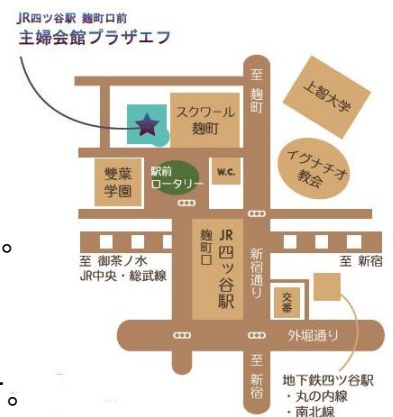 JR四ツ谷駅 麹町口前
主婦会館プラザエフ
至 麹町
上智大学
スクワール
麹町
イグナチオ
教会
雙葉
学園
駅前
ロータリー
W.C.
。
麹町口
JR四ツ谷駅
新宿通り
至 御茶ノ水
JR中央・総武線
至 新宿
交番
外堀通り
至 新宿
地下鉄四ツ谷駅
・丸の内線
・南北線
。